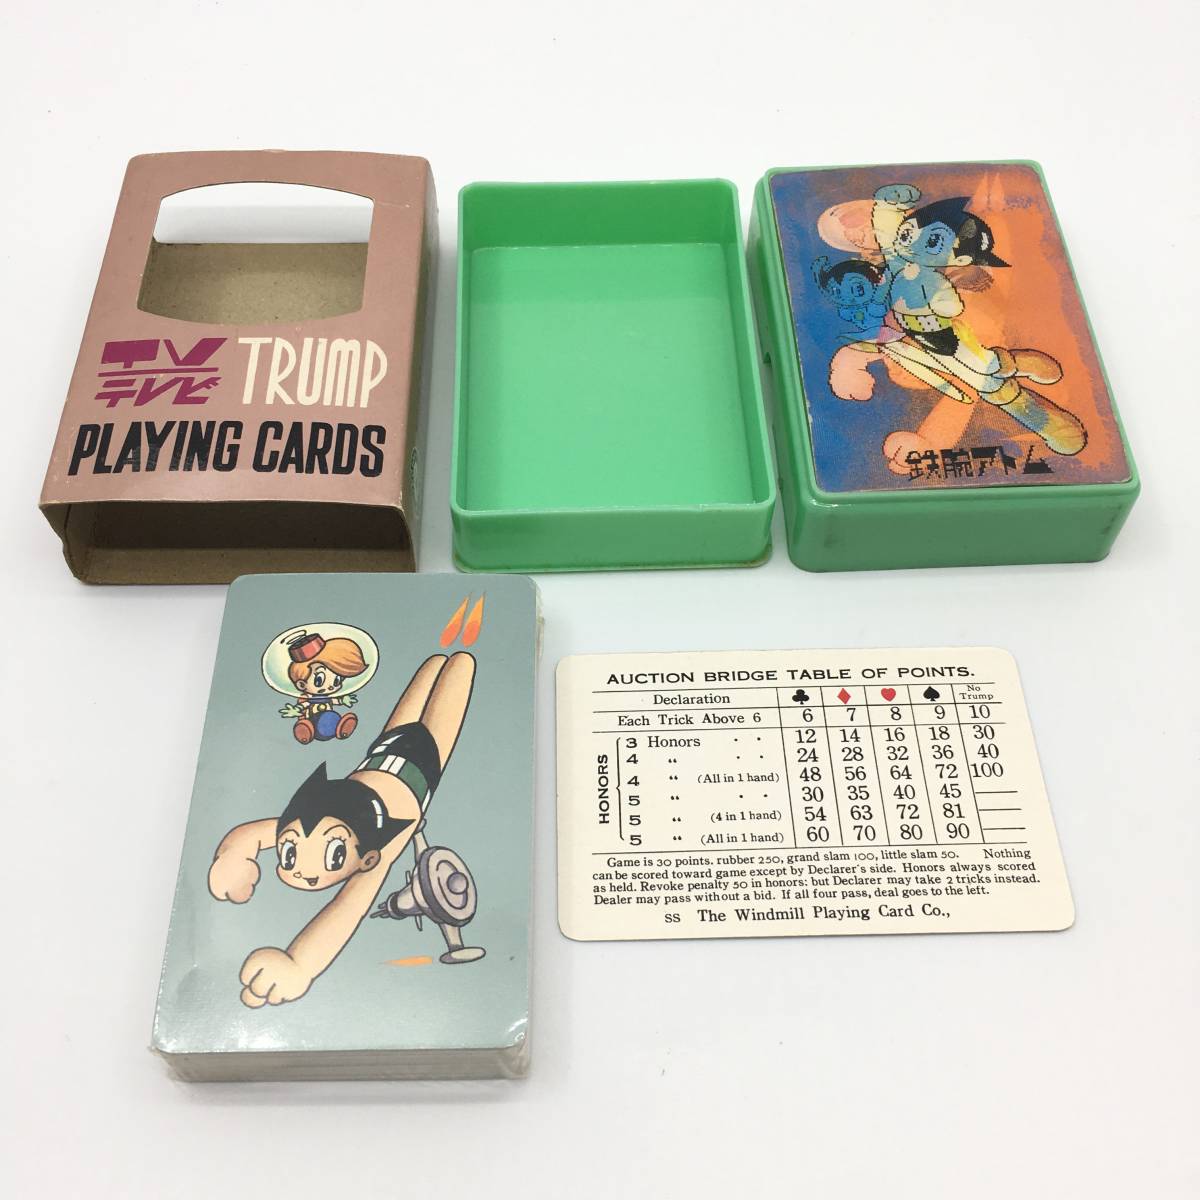 TV TRUMP
テレビ
PLAYING CARDS
鉄腕アトム
AUCTION BRIDGE TABLE OF POINTS.
Declaration ♣ ♦ ♥ ♠ No Trump
Each Trick Above 6 6 7 8 9 10
HONORS
3 Honors . . 12 14 16 18 30
4 " . . 24 28 32 36 40
4 " (All in 1 hand) 48 56 64 72 100
5 " . . 30 35 40 45 —
5 " (4 in 1 hand) 54 63 72 81 —
5 " (All in 1 hand) 60 70 80 90 —
Game is 30 points. rubber 250, grand slam 100, little slam 50. Nothing
can be scored toward game except by Declarer's side. Honors always scored
as held. Revoke penalty 50 in honors: but Declarer may take 2 tricks instead.
Dealer may pass without a bid. If all four pass, deal goes to the left.
SS The Windmill Playing Card Co.,